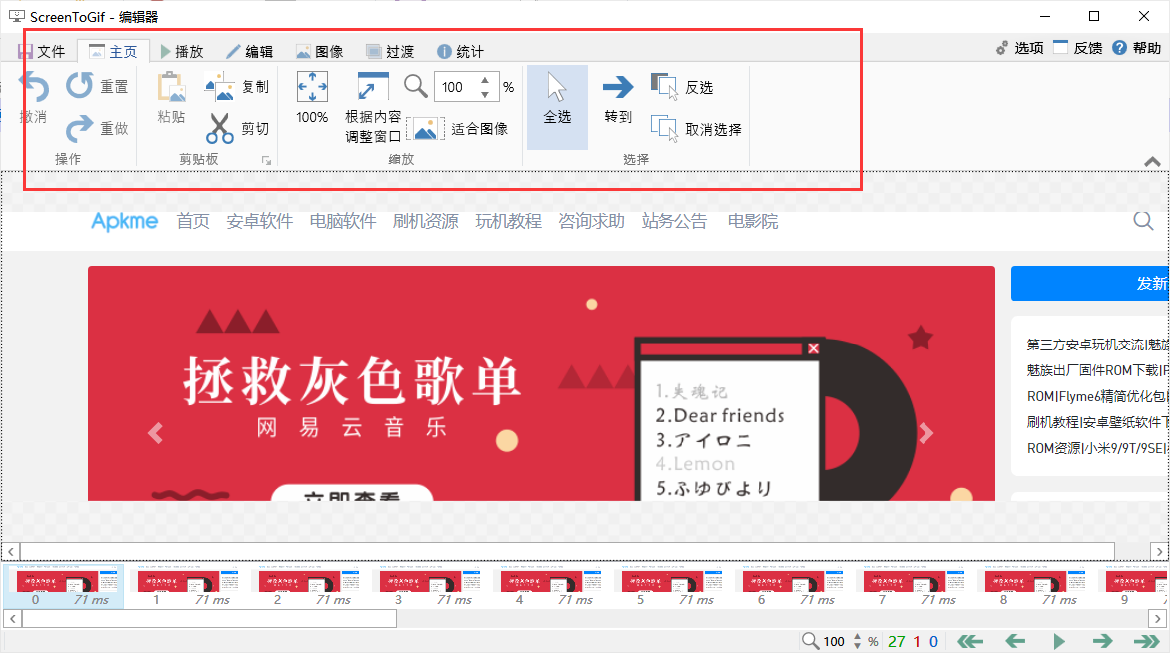 ScreenToGif - 编辑器
文件 主页 播放 编辑 图像 过渡 统计 选项 反馈 帮助
撤消 重置 重做 粘贴 复制 剪切 100% 根据内容 调整窗口 100 % 适合图像 全选 转到 反选 取消选择
操作 剪贴板 缩放 选择
Apkme 首页 安卓软件 电脑软件 刷机资源 玩机教程 咨询求助 站务公告 电影院
发新
拯救灰色歌单
网易云音乐
立即查看
1.失魂记
2.Dear friends
3.アイロニ
4.Lemon
5.ふゆびより
第三方安卓玩机交流|魅族
魅族出厂固件ROM下载|F
ROM|Flyme6精简优化包
刷机教程|安卓壁纸软件下
ROM资源|小米9/9T/9SE|
0 71 ms 1 71 ms 2 71 ms 3 71 ms 4 71 ms 5 71 ms 6 71 ms 7 71 ms 8 71 ms 9
100 % 27 1 0